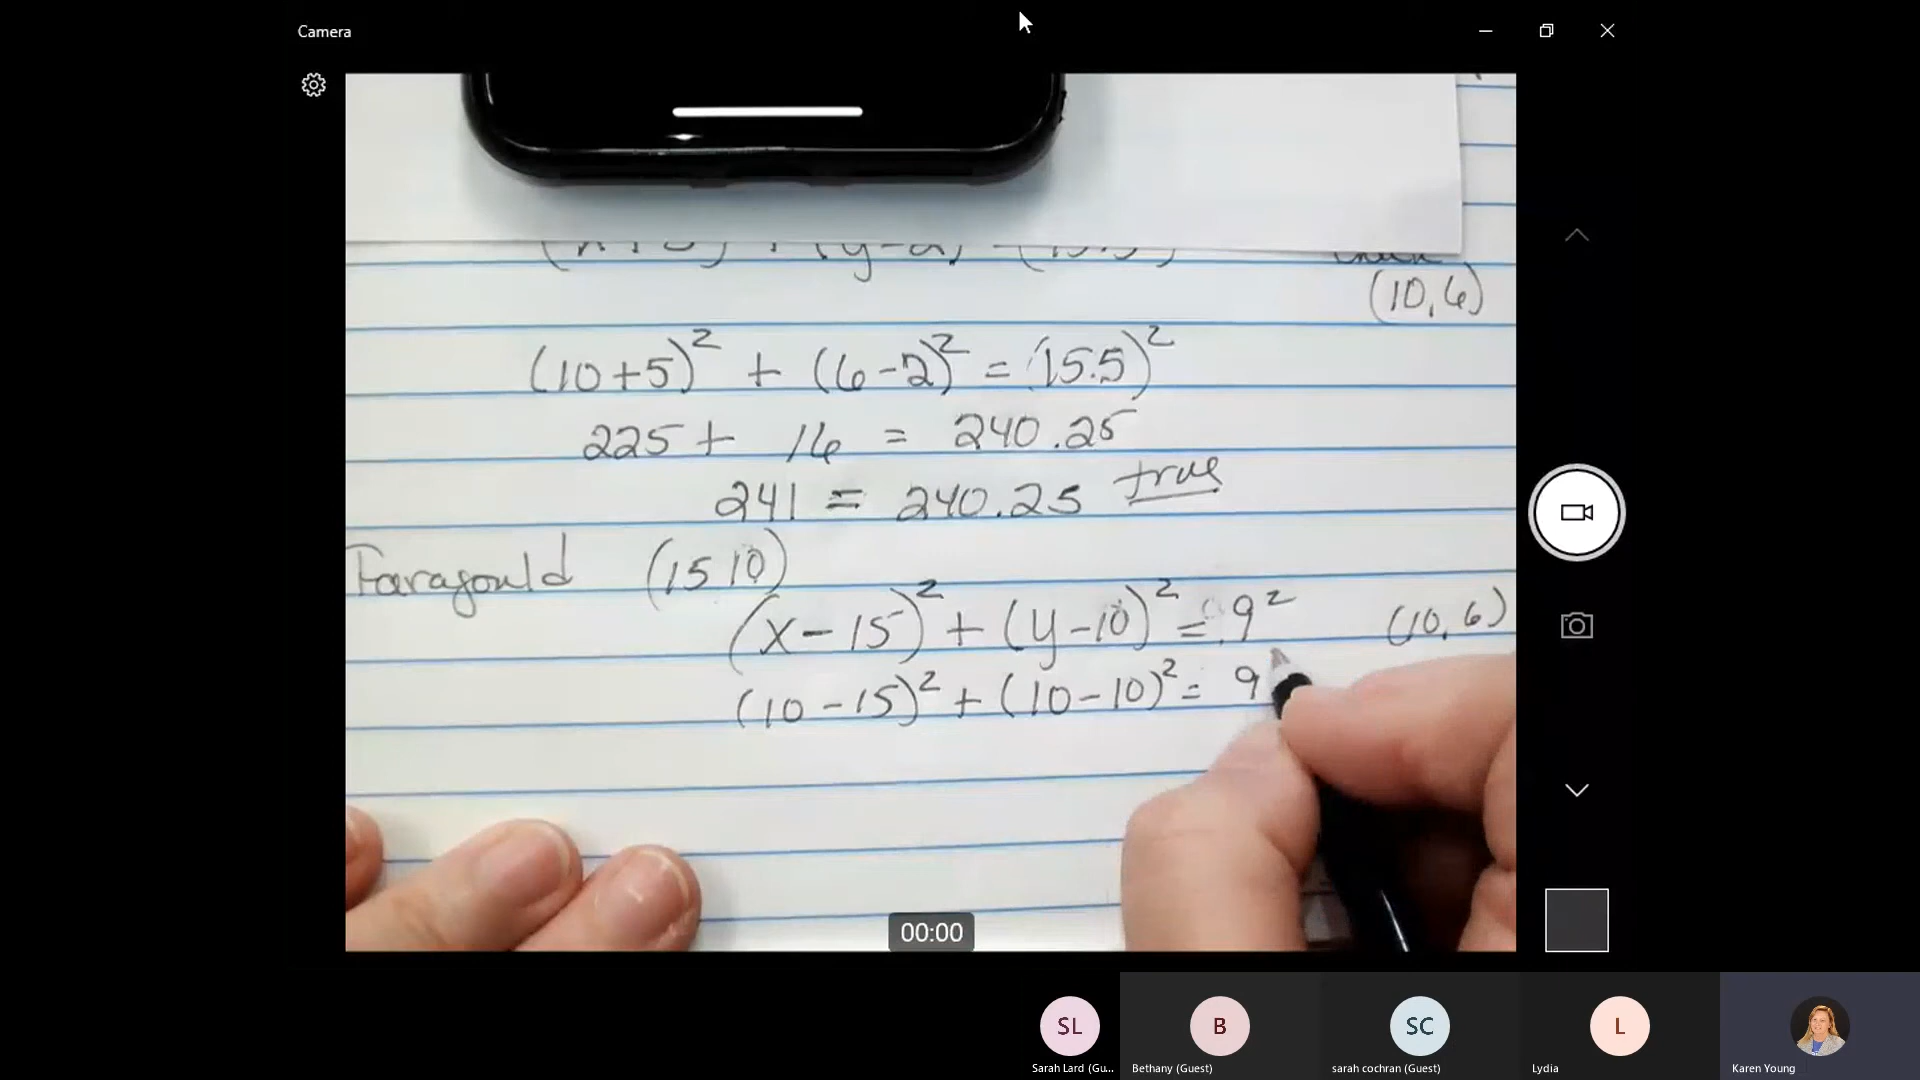 Camera
(10,6)
(10+5)² + (6-2)² = (15.5)²
225 + 16 = 240.25
241 = 240.25 true
Paragould (15 10)
(x-15)² + (y-10)² = 9² (10,6)
(10-15)² + (10-10)² = 9
00:00
SL B SC L
Sarah Lard (Gu... Bethany (Guest) sarah cochran (Guest) Lydia Karen Young